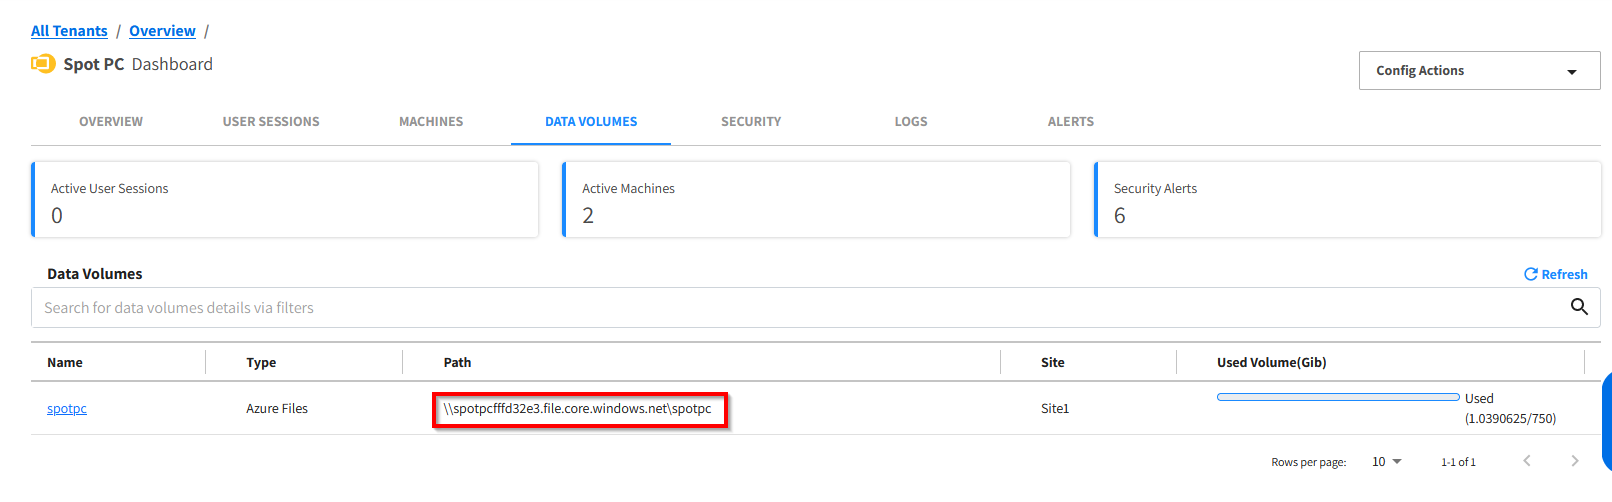 All Tenants / Overview /
Spot PC Dashboard
Config Actions
OVERVIEW USER SESSIONS MACHINES DATA VOLUMES SECURITY LOGS ALERTS
Active User Sessions
0
Active Machines
2
Security Alerts
6
Data Volumes
Refresh
Search for data volumes details via filters
Name Type Path Site Used Volume(Gib)
spotpc Azure Files \\spotpcfffd32e3.file.core.windows.net\spotpc Site1 Used
(1.0390625/750)
Rows per page: 10 1-1 of 1